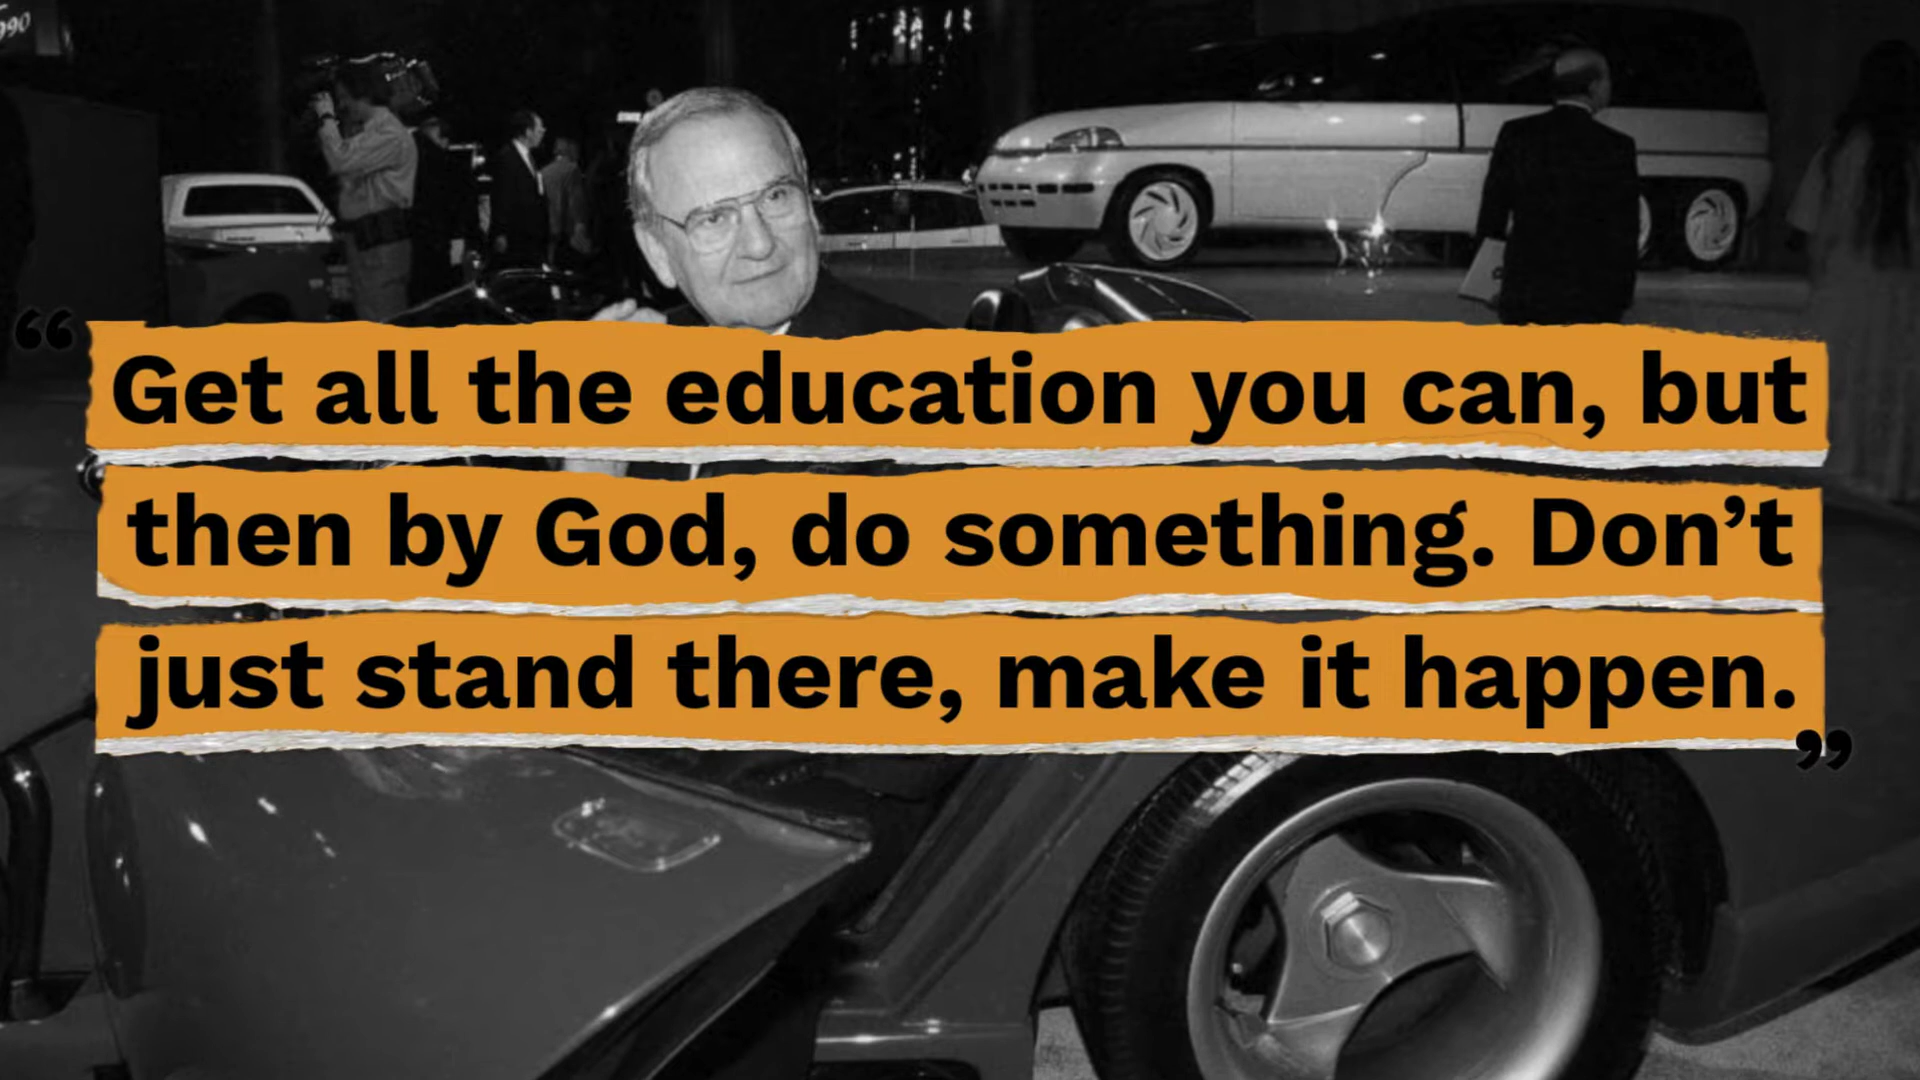 990
“Get all the education you can, but
then by God, do something. Don’t
just stand there, make it happen.”